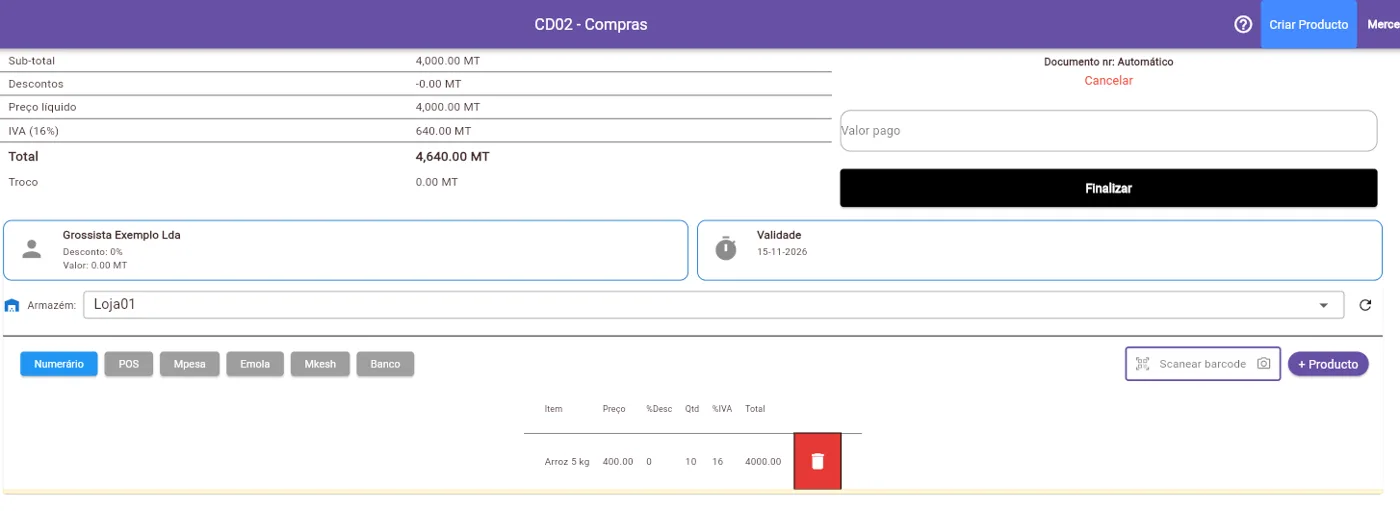 CD02 - Compras
Criar Producto
Merce
Sub-total 4,000.00 MT
Descontos -0.00 MT
Preço líquido 4,000.00 MT
IVA (16%) 640.00 MT
Total 4,640.00 MT
Troco 0.00 MT
Documento nr: Automático
Cancelar
Valor pago
Finalizar
Grossista Exemplo Lda
Desconto: 0%
Valor: 0.00 MT
Validade
15-11-2026
Armazém: Loja01
Numerário POS Mpesa Emola Mkesh Banco
Scanear barcode
+ Producto
Item Preço %Desc Qtd %IVA Total
Arroz 5 kg 400.00 0 10 16 4000.00